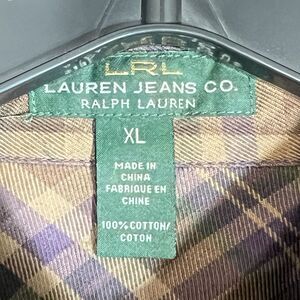 LRL
LAUREN JEANS CO.
RALPH LAUREN
XL
MADE IN
CHINA
FABRIQUE EN
CHINE
100% COTTON/
COTON